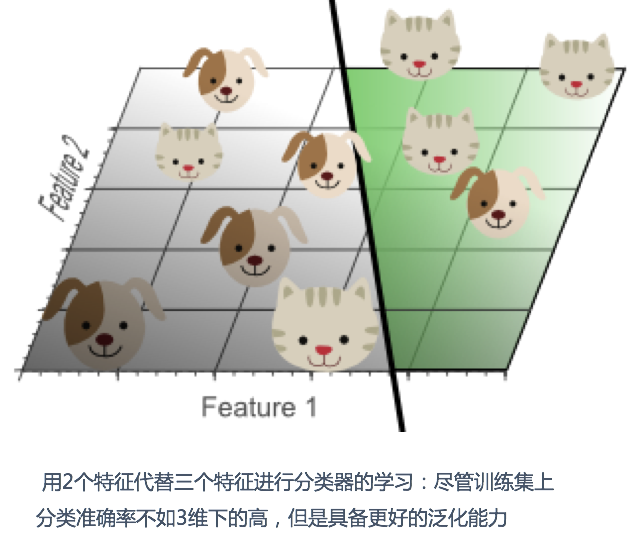 Feature 2
Feature 1
用2个特征代替三个特征进行分类器的学习：尽管训练集上
分类准确率不如3维下的高，但是具备更好的泛化能力